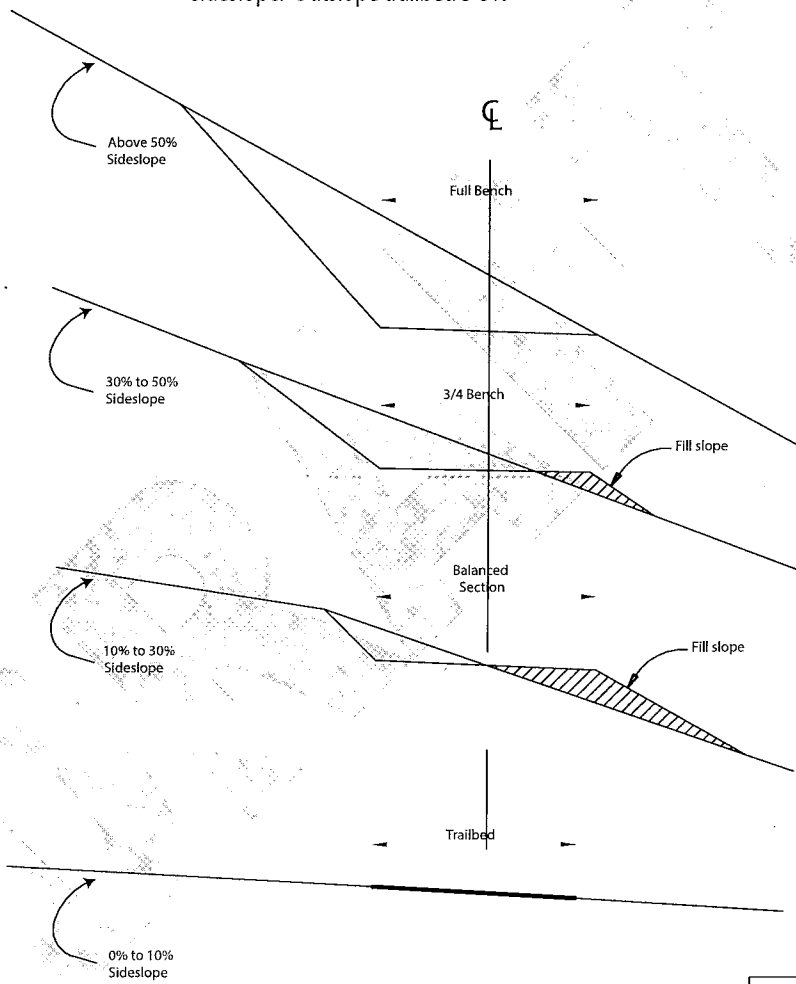 ℄
Above 50%
Sideslope
Full Bench
30% to 50%
Sideslope
3/4 Bench
Fill slope
Balanced
Section
10% to 30%
Sideslope
Fill slope
Trailbed
0% to 10%
Sideslope